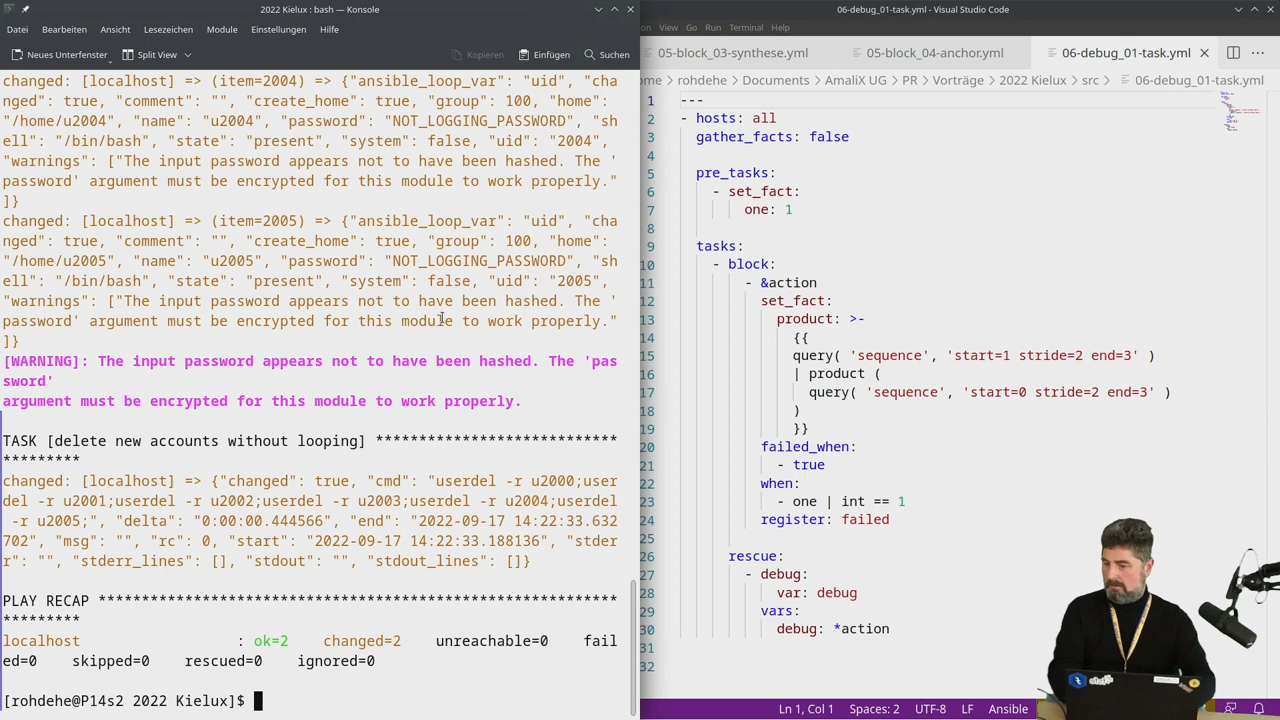 2022 Kielux : bash — Konsole
Datei Bearbeiten Ansicht Lesezeichen Module Einstellungen Hilfe
Neues Unterfenster Split View Kopieren Einfügen Suchen
changed: [localhost] => (item=2004) => {"ansible_loop_var": "uid", "cha
nged": true, "comment": "", "create_home": true, "group": 100, "home":
"/home/u2004", "name": "u2004", "password": "NOT_LOGGING_PASSWORD", "sh
ell": "/bin/bash", "state": "present", "system": false, "uid": "2004",
"warnings": ["The input password appears not to have been hashed. The '
password' argument must be encrypted for this module to work properly."
]}
changed: [localhost] => (item=2005) => {"ansible_loop_var": "uid", "cha
nged": true, "comment": "", "create_home": true, "group": 100, "home":
"/home/u2005", "name": "u2005", "password": "NOT_LOGGING_PASSWORD", "sh
ell": "/bin/bash", "state": "present", "system": false, "uid": "2005",
"warnings": ["The input password appears not to have been hashed. The '
password' argument must be encrypted for this module to work properly."
]}
[WARNING]: The input password appears not to have been hashed. The 'pas
sword'
argument must be encrypted for this module to work properly.
TASK [delete new accounts without looping] ****************************
*********
changed: [localhost] => {"changed": true, "cmd": "userdel -r u2000;user
del -r u2001;userdel -r u2002;userdel -r u2003;userdel -r u2004;userdel
-r u2005;", "delta": "0:00:00.444566", "end": "2022-09-17 14:22:33.632
702", "msg": "", "rc": 0, "start": "2022-09-17 14:22:33.188136", "stder
r": "", "stderr_lines": [], "stdout": "", "stdout_lines": []}
PLAY RECAP ************************************************************
*********
localhost : ok=2 changed=2 unreachable=0 fail
ed=0 skipped=0 rescued=0 ignored=0
[rohdehe@P14s2 2022 Kielux]$
06-debug_01-task.yml - Visual Studio Code
on View Go Run Terminal Help
05-block_03-synthese.yml 05-block_04-anchor.yml 06-debug_01-task.yml
ome > rohdehe > Documents > AmaliX UG > PR > Vorträge > 2022 Kielux > src > 06-debug_01-task.yml
1 ---
2 - hosts: all
3 gather_facts: false
4
5 pre_tasks:
6 - set_fact:
7 one: 1
8
9 tasks:
10 - block:
11 - &action
12 set_fact:
13 product: >-
14 {{
15 query( 'sequence', 'start=1 stride=2 end=3' )
16 | product (
17 query( 'sequence', 'start=0 stride=2 end=3' )
18 )
19 }}
20 failed_when:
21 - true
22 when:
23 - one | int == 1
24 register: failed
25
26 rescue:
27 - debug:
28 var: debug
29 vars:
30 debug: *action
31
32
Ln 1, Col 1 Spaces: 2 UTF-8 LF Ansible